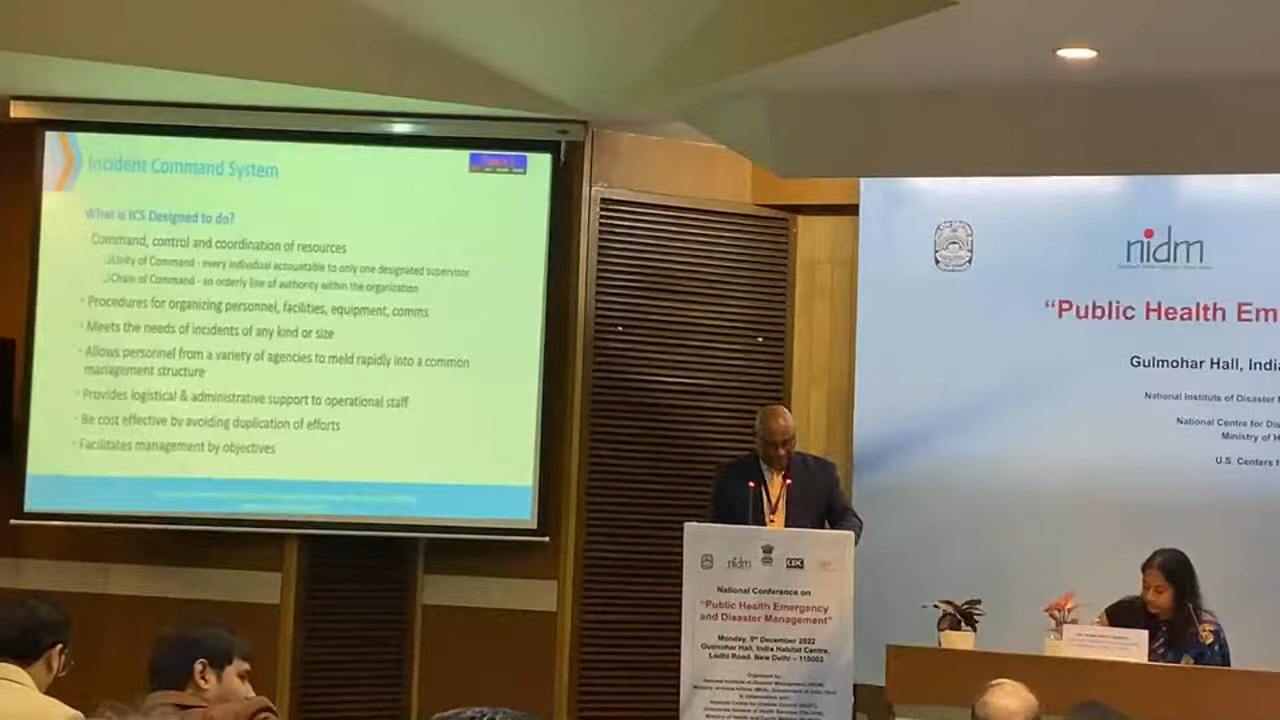 Incident Command System
What is ICS Designed to do?
Command, control and coordination of resources
Unity of Command - every individual accountable to only one designated supervisor
Chain of Command - an orderly line of authority within the organization
Procedures for organizing personnel, facilities, equipment, comms
Meets the needs of incidents of any kind or size
Allows personnel from a variety of agencies to meld rapidly into a common
management structure
Provides logistical & administrative support to operational staff
Be cost effective by avoiding duplication of efforts
Facilitates management by objectives
nidm
“Public Health Em
Gulmohar Hall, India
National Institute of Disaster
National Centre for Dis
Ministry of H
U.S. Centers
nidm
CDC
National Conference on
“Public Health Emergency
and Disaster Management”
Monday, 5th December 2022
Gulmohar Hall, India Habitat Centre,
Lodhi Road, New Delhi – 110003
Organized by